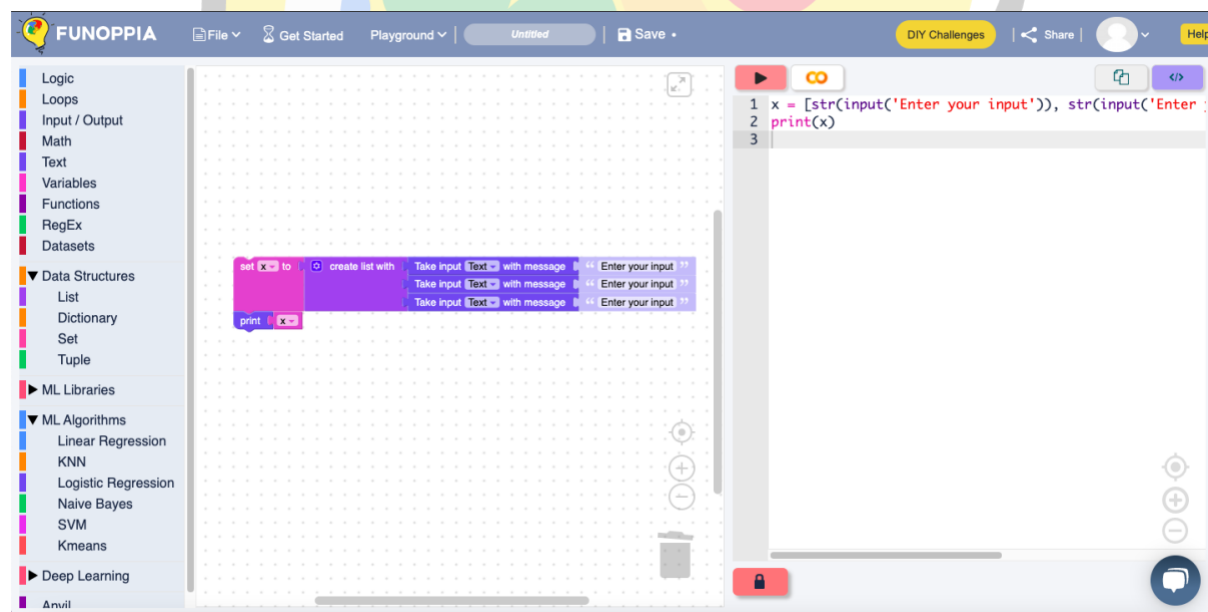 FUNOPPIA File Get Started Playground Untitled Save DIY Challenges Share Help
Logic
Loops
Input / Output
Math
Text
Variables
Functions
RegEx
Datasets
Data Structures
List
Dictionary
Set
Tuple
ML Libraries
ML Algorithms
Linear Regression
KNN
Logistic Regression
Naive Bayes
SVM
Kmeans
Deep Learning
Anvil
set x to create list with Take input Text with message “ Enter your input ”
Take input Text with message “ Enter your input ”
Take input Text with message “ Enter your input ”
print x
</>
1 x = [str(input('Enter your input')), str(input('Enter
2 print(x)
3